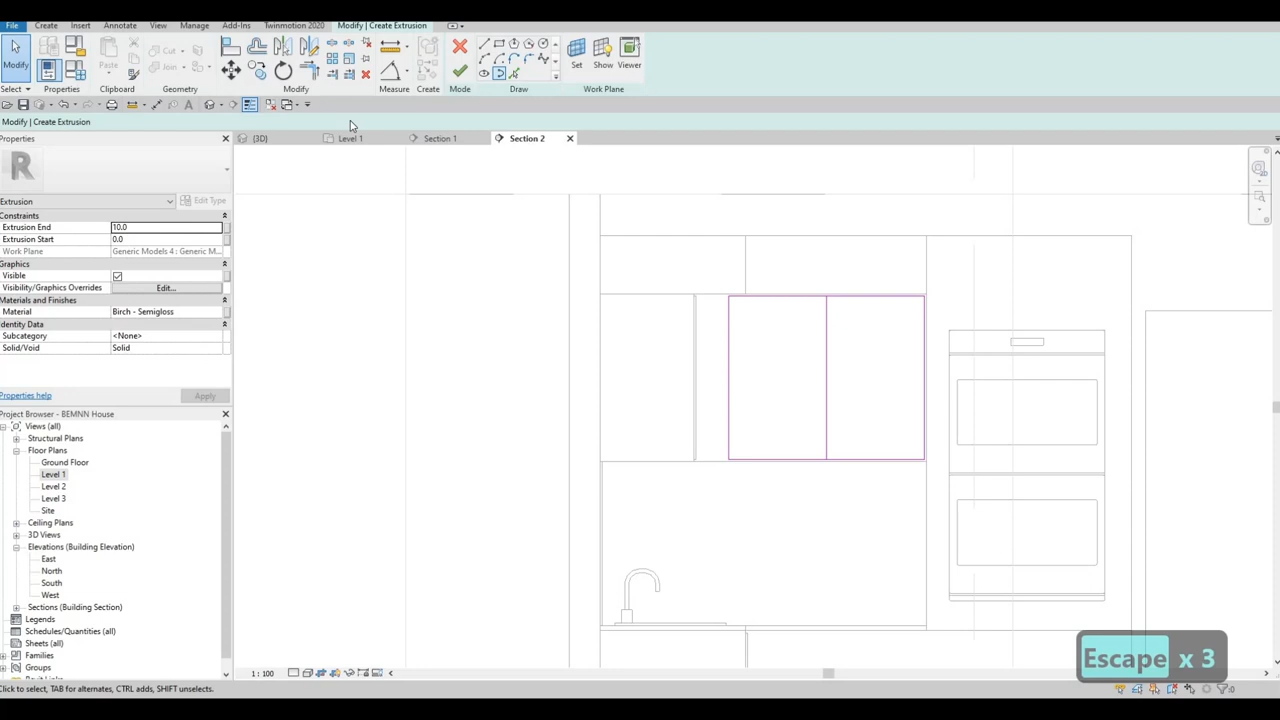 File Create Insert Annotate View Manage Add-Ins Twinmotion 2020 Modify | Create Extrusion
Modify Paste Cut Join Create Set Show Viewer
Select Properties Clipboard Geometry Modify Measure Create Mode Draw Work Plane
Modify | Create Extrusion
Properties
(3D) Level 1 Section 1 Section 2
Extrusion Edit Type
Constraints
Extrusion End 10.0
Extrusion Start 0.0
Work Plane Generic Models 4 : Generic M...
Graphics
Visible
Visibility/Graphics Overrides Edit...
Materials and Finishes
Material Birch - Semigloss
Identity Data
Subcategory <None>
Solid/Void Solid
Properties help Apply
Project Browser - BEMNN House
Views (all)
Structural Plans
Floor Plans
Ground Floor
Level 1
Level 2
Level 3
Site
Ceiling Plans
3D Views
Elevations (Building Elevation)
East
North
South
West
Sections (Building Section)
Legends
Schedules/Quantities (all)
Sheets (all)
Families
Groups
1 : 100
Click to select, TAB for alternates, CTRL adds, SHIFT unselects.
:0
Escape x 3